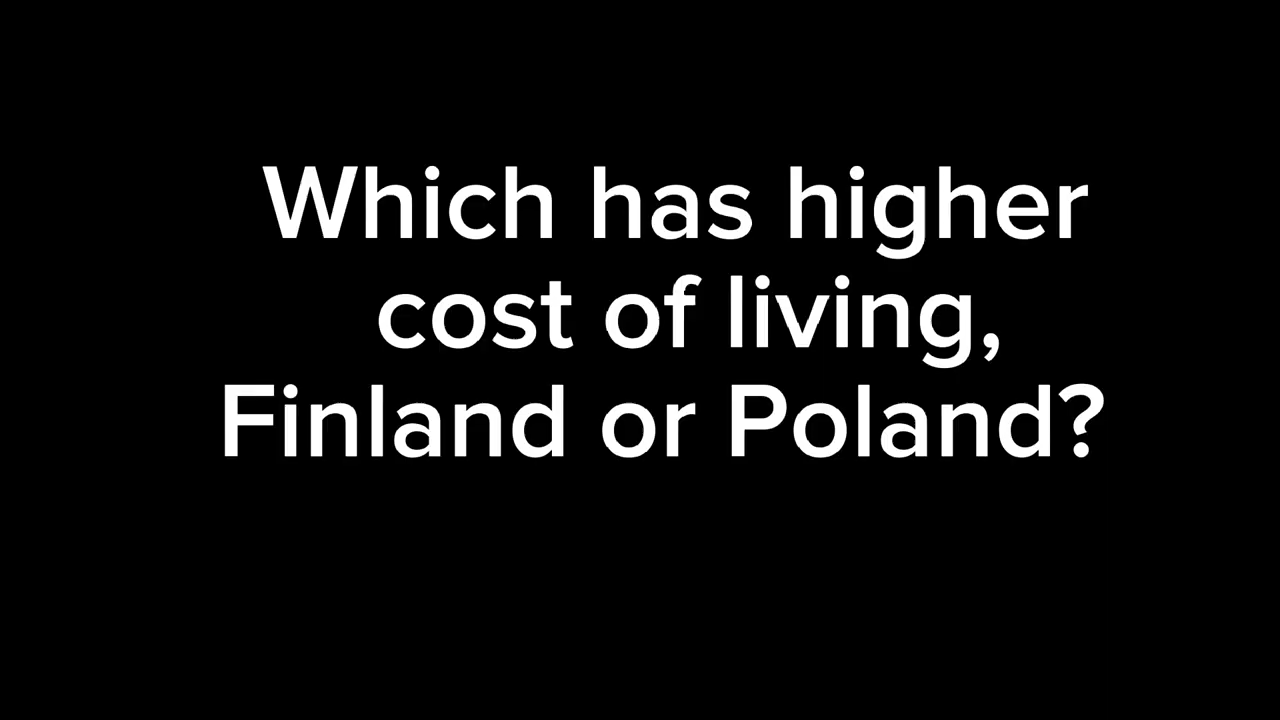 Which has higher
cost of living,
Finland or Poland?